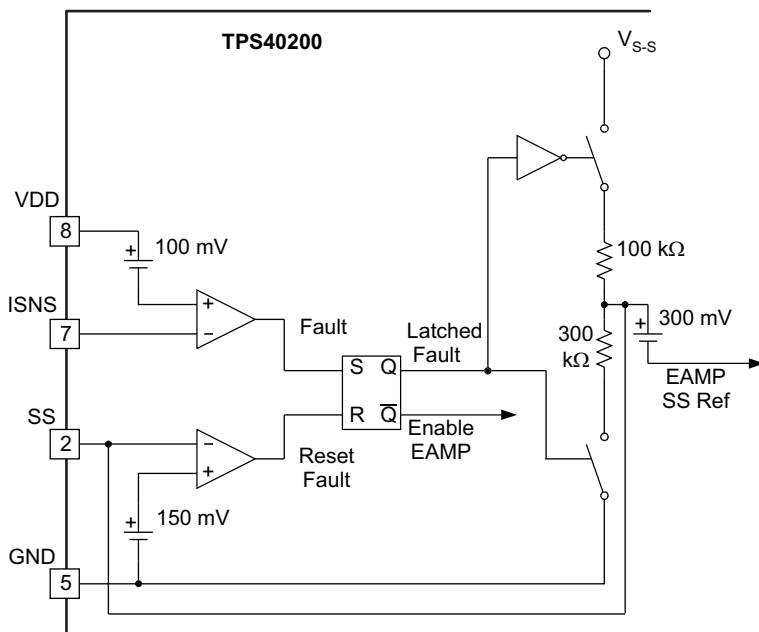 TPS40200
V_S-S
VDD
8
+
100 mV
ISNS
7
+
−
Fault
Latched
Fault
100 kΩ
300
kΩ
+
300 mV
EAMP
SS Ref
S Q
R Q̅
Enable
EAMP
SS
2
−
+
Reset
Fault
+
150 mV
GND
5